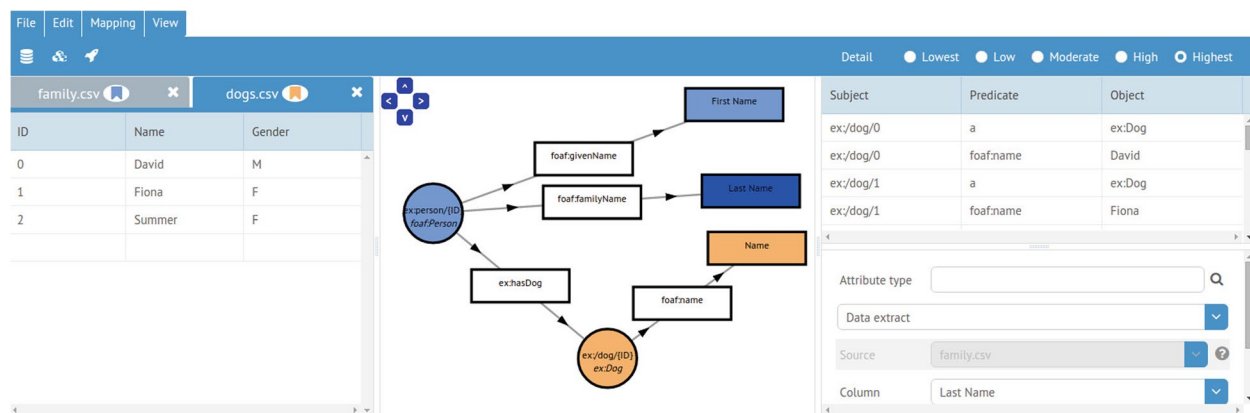 File Edit Mapping View
Detail Lowest Low Moderate High Highest
family.csv dogs.csv
ID Name Gender
0 David M
1 Fiona F
2 Summer F
First Name
foaf:givenName
foaf:familyName
Last Name
ex:person/{ID}
foaf:Person
Name
ex:hasDog
foaf:name
ex:/dog/{ID}
ex:Dog
Subject Predicate Object
ex:/dog/0 a ex:Dog
ex:/dog/0 foaf:name David
ex:/dog/1 a ex:Dog
ex:/dog/1 foaf:name Fiona
Attribute type
Data extract
Source family.csv
Column Last Name